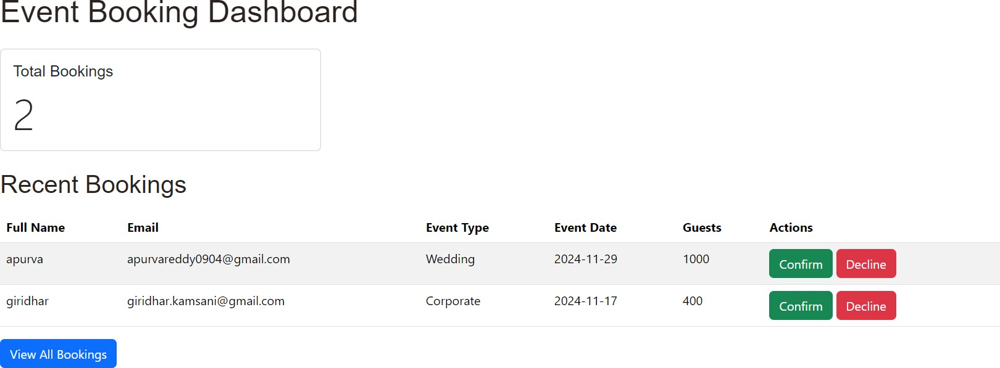 Event Booking Dashboard
Total Bookings
2
Recent Bookings
Full Name Email Event Type Event Date Guests Actions
apurva apurvareddy0904@gmail.com Wedding 2024-11-29 1000 Confirm Decline
giridhar giridhar.kamsani@gmail.com Corporate 2024-11-17 400 Confirm Decline
View All Bookings